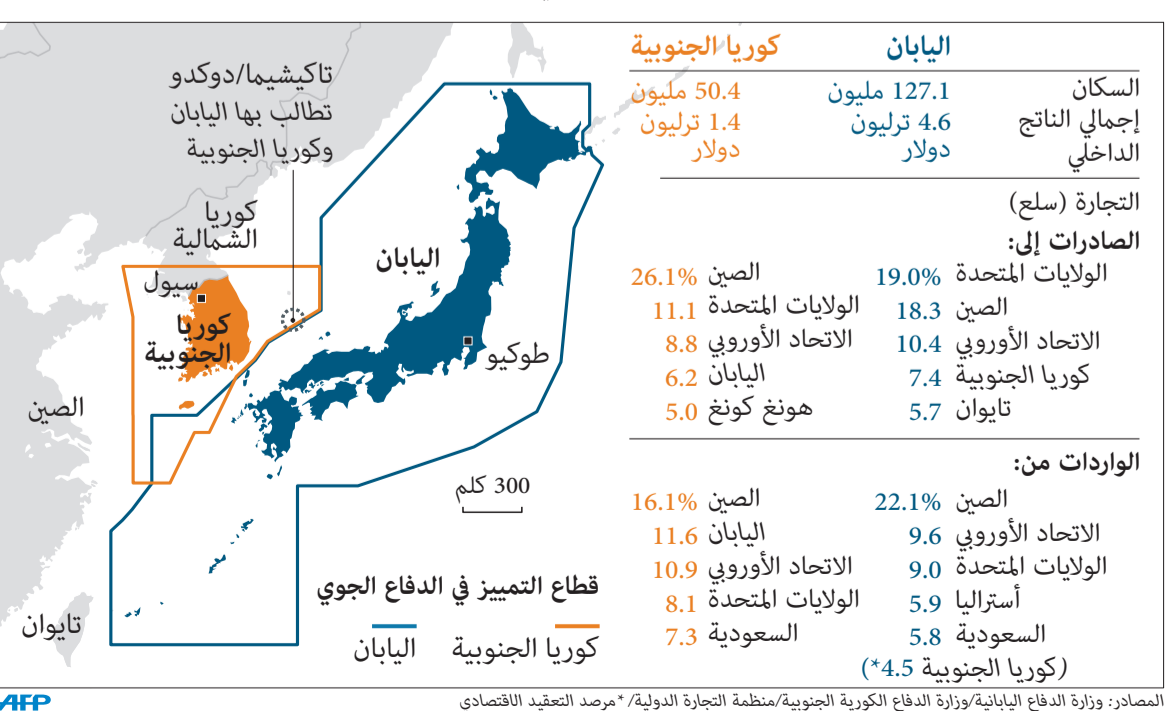 اليابان كوريا الجنوبية
السكان 127.1 مليون 50.4 مليون
إجمالي الناتج 4.6 ترليون 1.4 ترليون
الداخلي دولار دولار
التجارة (سلع)
الصادرات إلى:
الولايات المتحدة 19.0% الصين 26.1%
الصين 18.3 الولايات المتحدة 11.1
الاتحاد الأوروبي 10.4 الاتحاد الأوروبي 8.8
كوريا الجنوبية 7.4 اليابان 6.2
تايوان 5.7 هونغ كونغ 5.0
الواردات من:
الصين 22.1% الصين 16.1%
الاتحاد الأوروبي 9.6 اليابان 11.6
الولايات المتحدة 9.0 الاتحاد الأوروبي 10.9
أستراليا 5.9 الولايات المتحدة 8.1
السعودية 5.8 السعودية 7.3
(كوريا الجنوبية 4.5*)
تاكيشيما/دوكدو
تطالب بها اليابان
وكوريا الجنوبية
كوريا
الشمالية
اليابان
سيول
كوريا
الجنوبية
طوكيو
الصين
300 كلم
تايوان
قطاع التمييز في الدفاع الجوي
كوريا الجنوبية اليابان
المصادر: وزارة الدفاع اليابانية/وزارة الدفاع الكورية الجنوبية/منظمة التجارة الدولية/ *مرصد التعقيد الاقتصادي
AFP